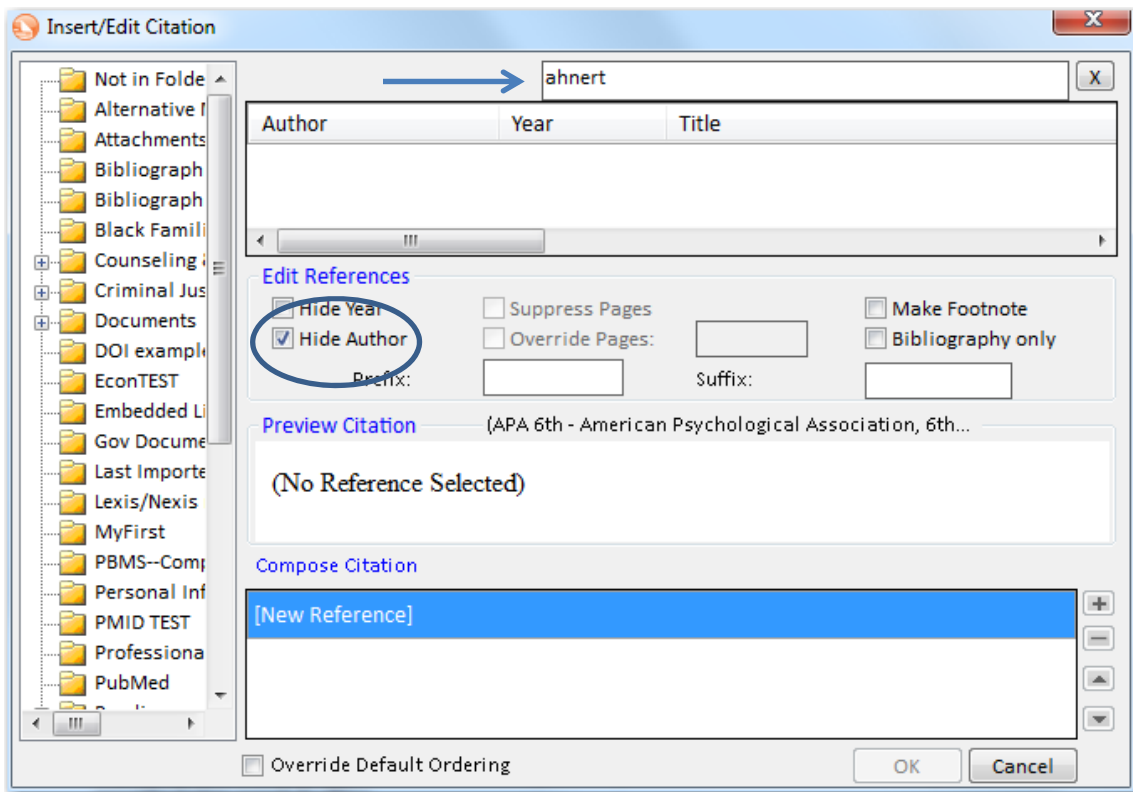 Insert/Edit Citation
X
Not in Folde
Alternative
Attachments
Bibliograph
Bibliograph
Black Famili
Counseling
Criminal Jus
Documents
DOI example
EconTEST
Embedded Li
Gov Docume
Last Importe
Lexis/Nexis
MyFirst
PBMS--Comp
Personal Inf
PMID TEST
Professiona
PubMed
ahnert
X
Author Year Title
Edit References
Hide Year Suppress Pages Make Footnote
Hide Author Override Pages: Bibliography only
Prefix: Suffix:
Preview Citation (APA 6th - American Psychological Association, 6th...
(No Reference Selected)
Compose Citation
[New Reference]
Override Default Ordering OK Cancel